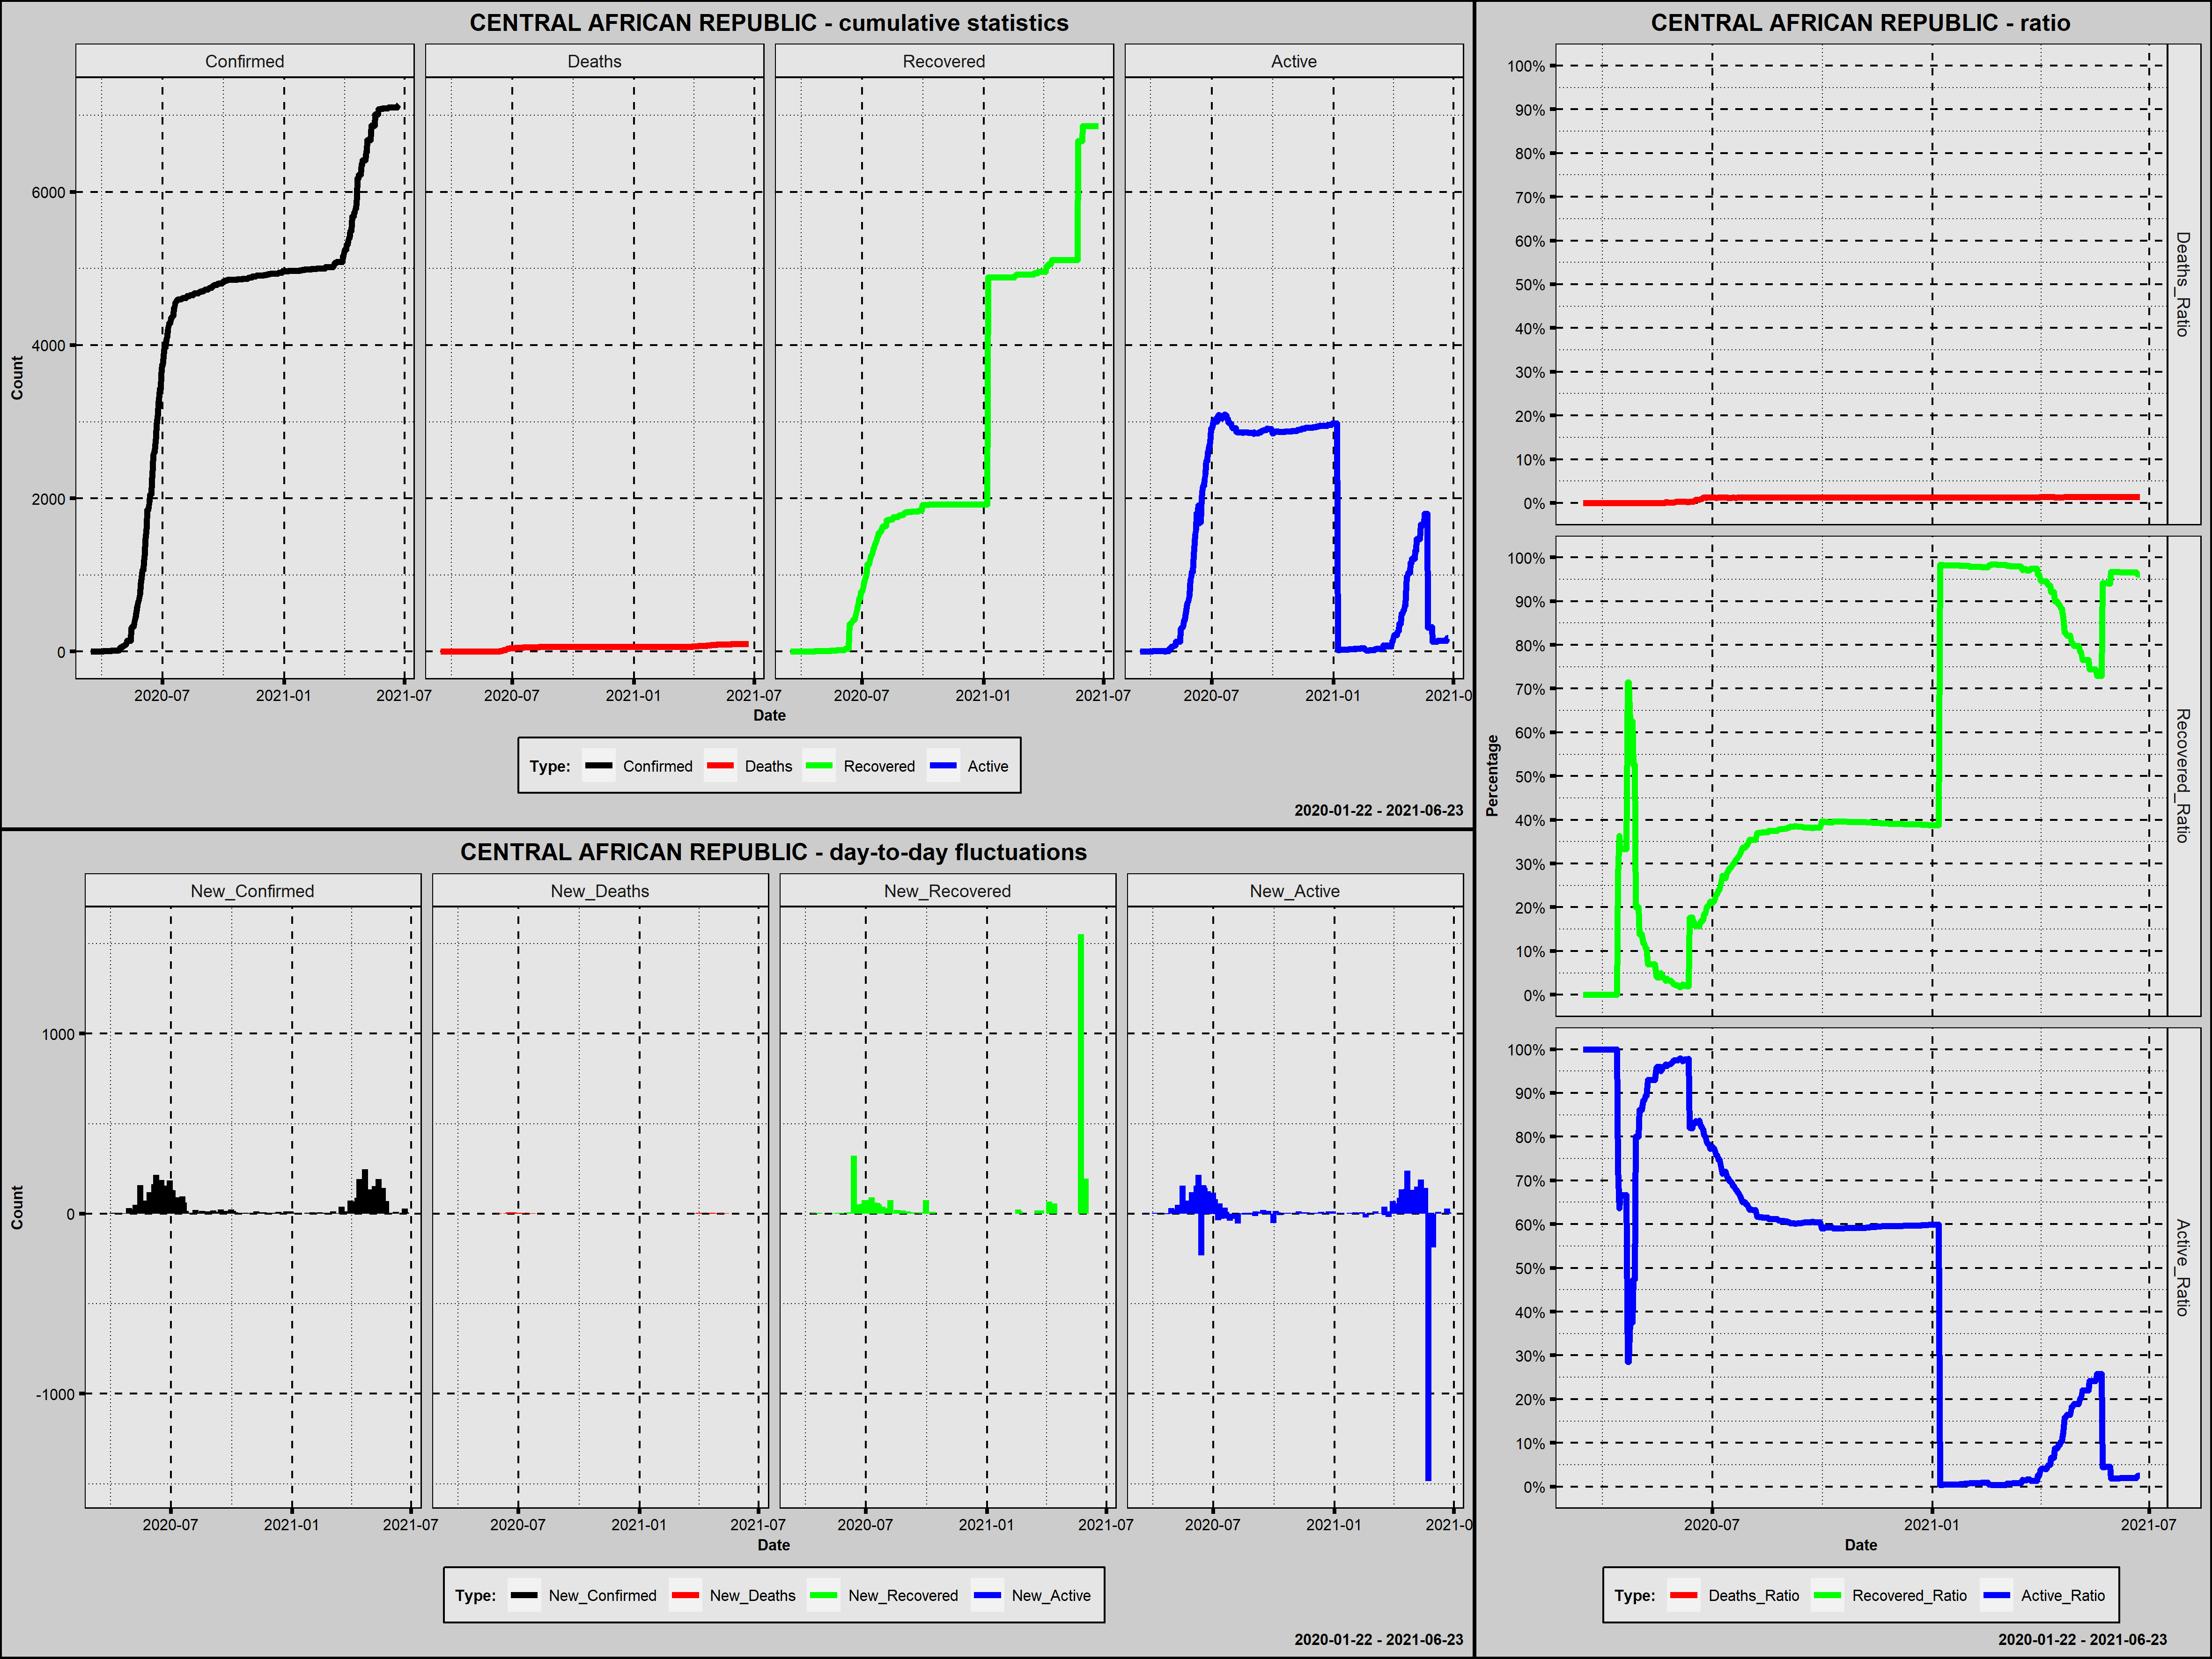 CENTRAL AFRICAN REPUBLIC - cumulative statistics
Confirmed Deaths Recovered Active
Count
6000
4000
2000
0
2020-07 2021-01 2021-07 2020-07 2021-01 2021-07 2020-07 2021-01 2021-07 2020-07 2021-01 2021-0
Date
Type: Confirmed Deaths Recovered Active
2020-01-22 - 2021-06-23
CENTRAL AFRICAN REPUBLIC - day-to-day fluctuations
New_Confirmed New_Deaths New_Recovered New_Active
Count
1000
0
-1000
2020-07 2021-01 2021-07 2020-07 2021-01 2021-07 2020-07 2021-01 2021-07 2020-07 2021-01 2021-0
Date
Type: New_Confirmed New_Deaths New_Recovered New_Active
2020-01-22 - 2021-06-23
CENTRAL AFRICAN REPUBLIC - ratio
Percentage
100%
90%
80%
70%
60%
50%
40%
30%
20%
10%
0%
Deaths_Ratio
100%
90%
80%
70%
60%
50%
40%
30%
20%
10%
0%
Recovered_Ratio
100%
90%
80%
70%
60%
50%
40%
30%
20%
10%
0%
Active_Ratio
2020-07 2021-01 2021-07
Date
Type: Deaths_Ratio Recovered_Ratio Active_Ratio
2020-01-22 - 2021-06-23